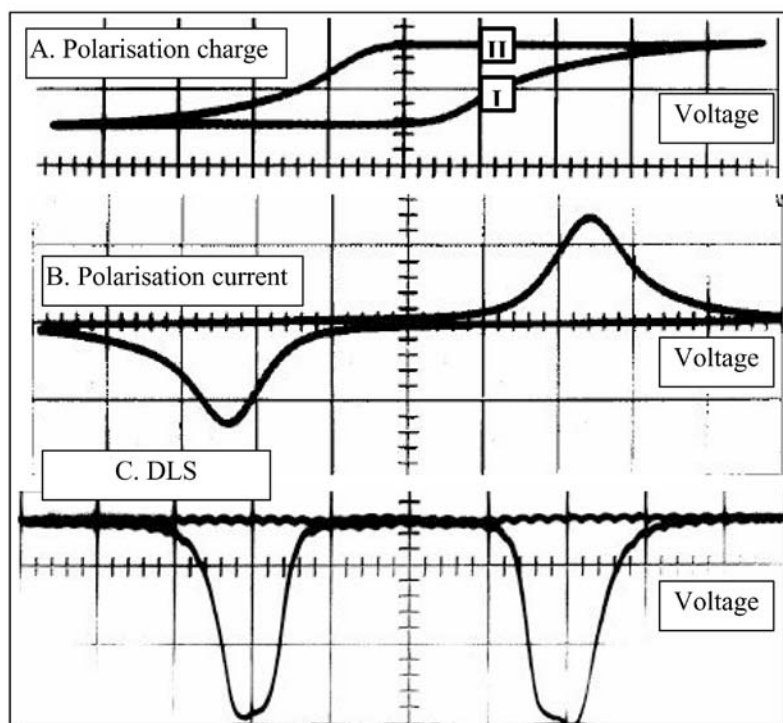 A. Polarisation charge
II
I
Voltage
B. Polarisation current
Voltage
C. DLS
Voltage